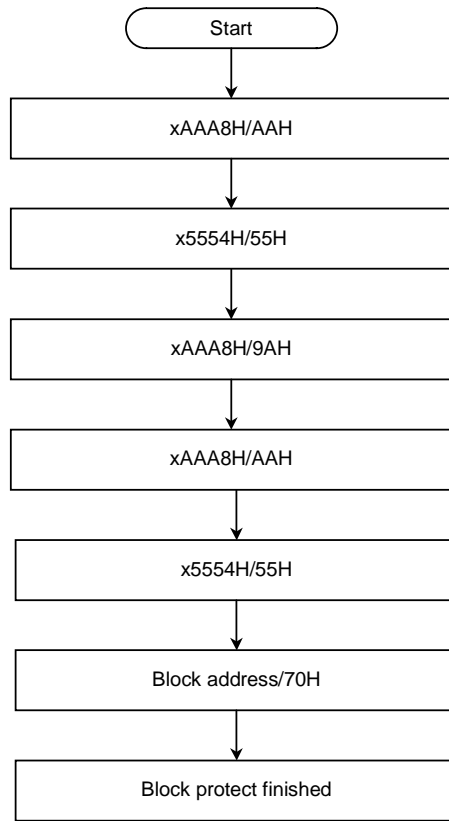 Start
xAAA8H/AAH
x5554H/55H
xAAA8H/9AH
xAAA8H/AAH
x5554H/55H
Block address/70H
Block protect finished